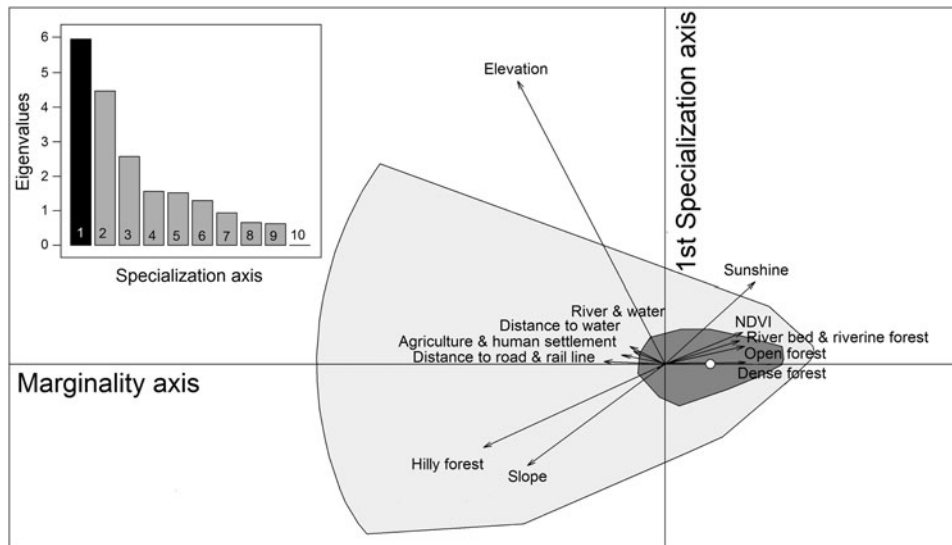 6
5
4
3
2
1
0
Eigenvalues
1 2 3 4 5 6 7 8 9 10
Specialization axis
Elevation
1st Specialization axis
Sunshine
River & water
Distance to water
Agriculture & human settlement
Distance to road & rail line
NDVI
River bed & riverine forest
Open forest
Dense forest
Marginality axis
Hilly forest
Slope